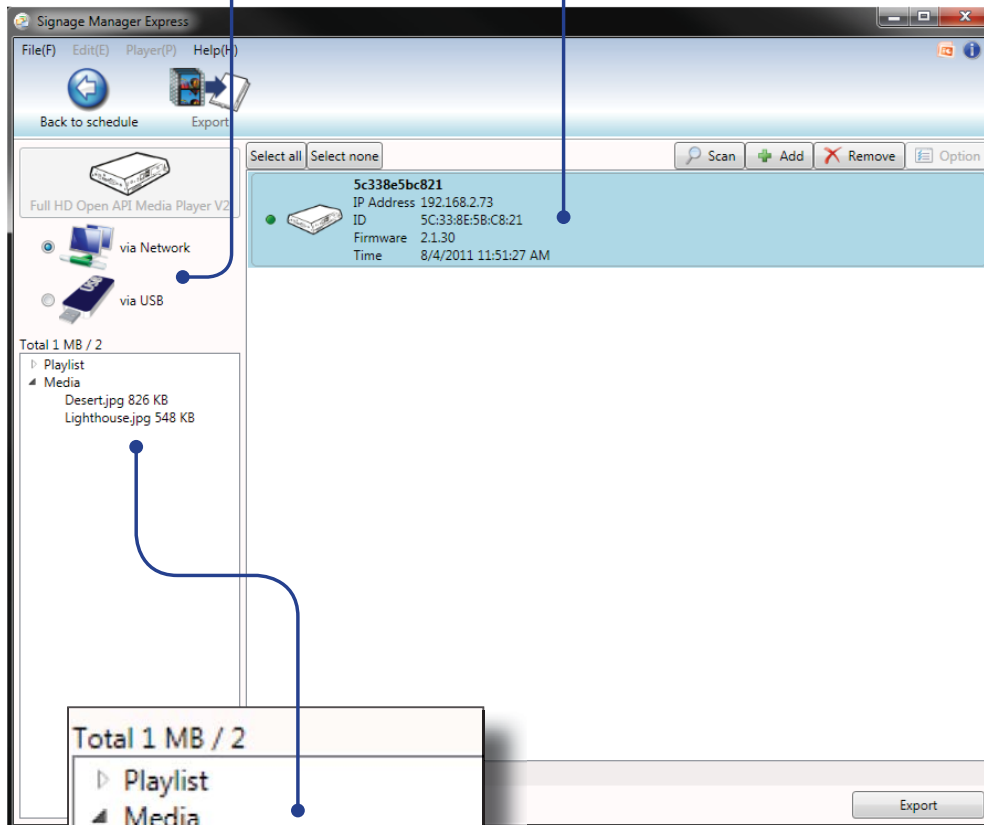 Signage Manager Express
File(F) Edit(E) Player(P) Help(H)
Back to schedule Export
Full HD Open API Media Player V2
via Network
via USB
Total 1 MB / 2
Playlist
Media
Desert.jpg 826 KB
Lighthouse.jpg 548 KB
Select all Select none Scan Add Remove Option
5c338e5bc821
IP Address 192.168.2.73
ID 5C:33:8E:5B:C8:21
Firmware 2.1.30
Time 8/4/2011 11:51:27 AM
Total 1 MB / 2
Playlist
Media
Export